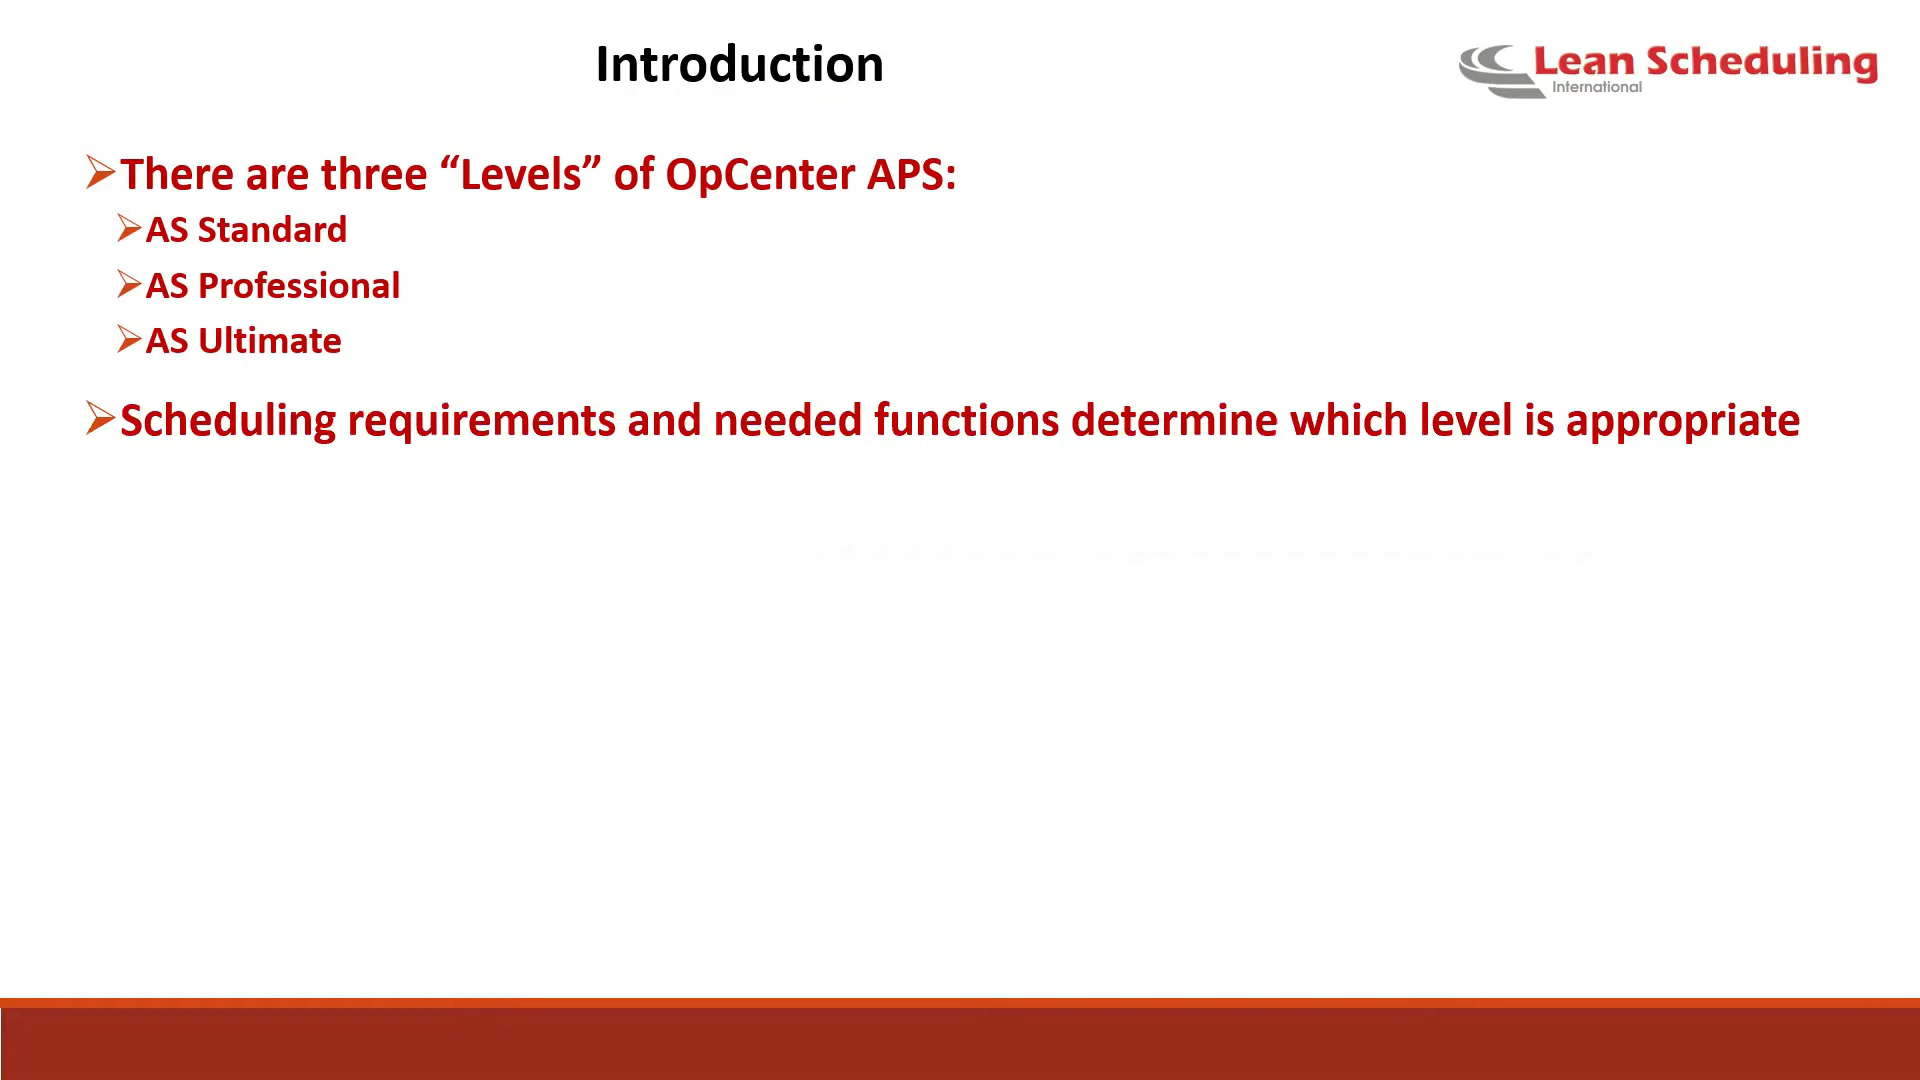 Introduction
Lean Scheduling
International
There are three “Levels” of OpCenter APS:
AS Standard
AS Professional
AS Ultimate
Scheduling requirements and needed functions determine which level is appropriate